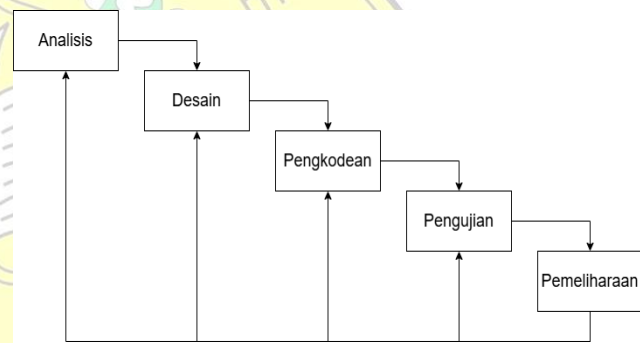 Analisis
Desain
Pengkodean
Pengujian
Pemeliharaan